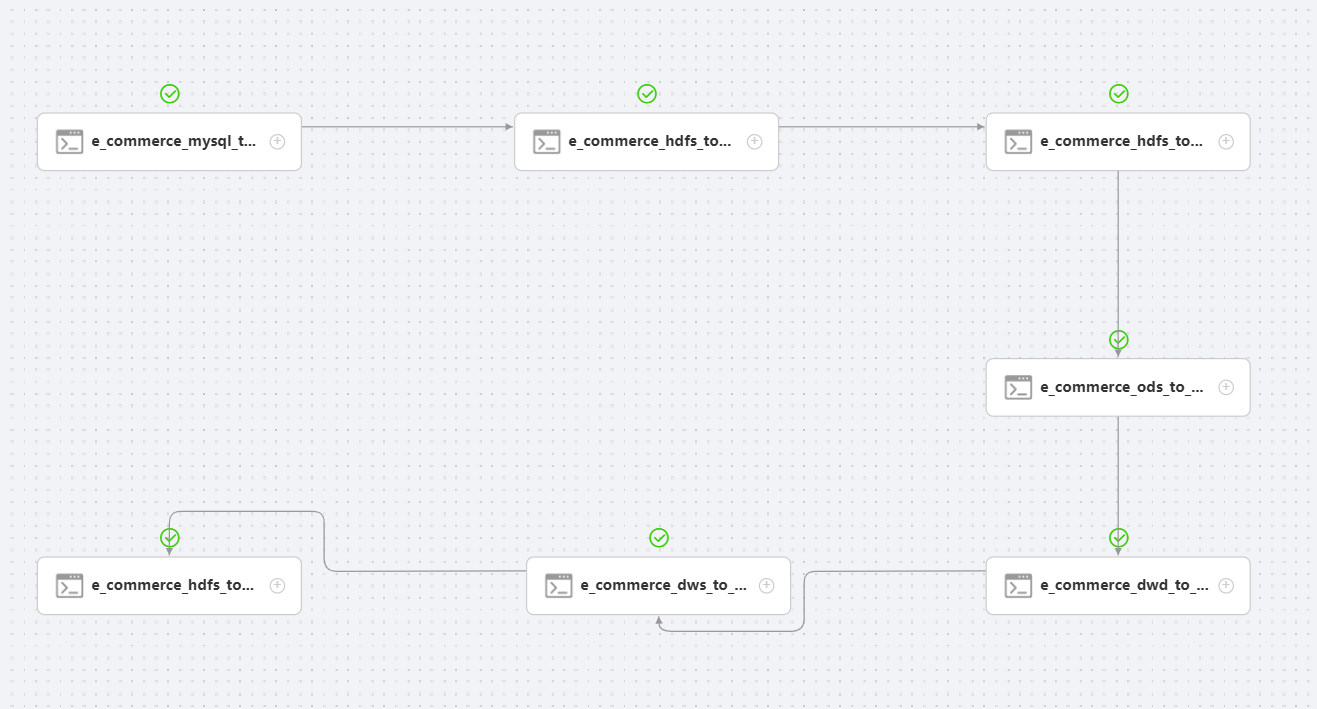 e_commerce_mysql_t...
e_commerce_hdfs_to...
e_commerce_hdfs_to...
e_commerce_ods_to_...
e_commerce_hdfs_to...
e_commerce_dws_to_...
e_commerce_dwd_to_...